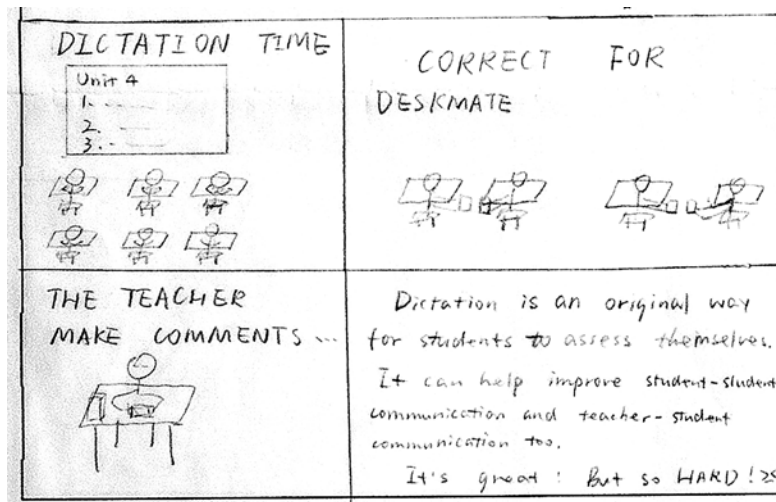 DICTATION TIME
Unit 4
1.
2.
3.
CORRECT FOR
DESKMATE
THE TEACHER
MAKE COMMENTS ...
Dictation is an original way
for students to assess themselves.
It can help improve student-student
communication and teacher-student
communication too.
It's great! But so HARD!